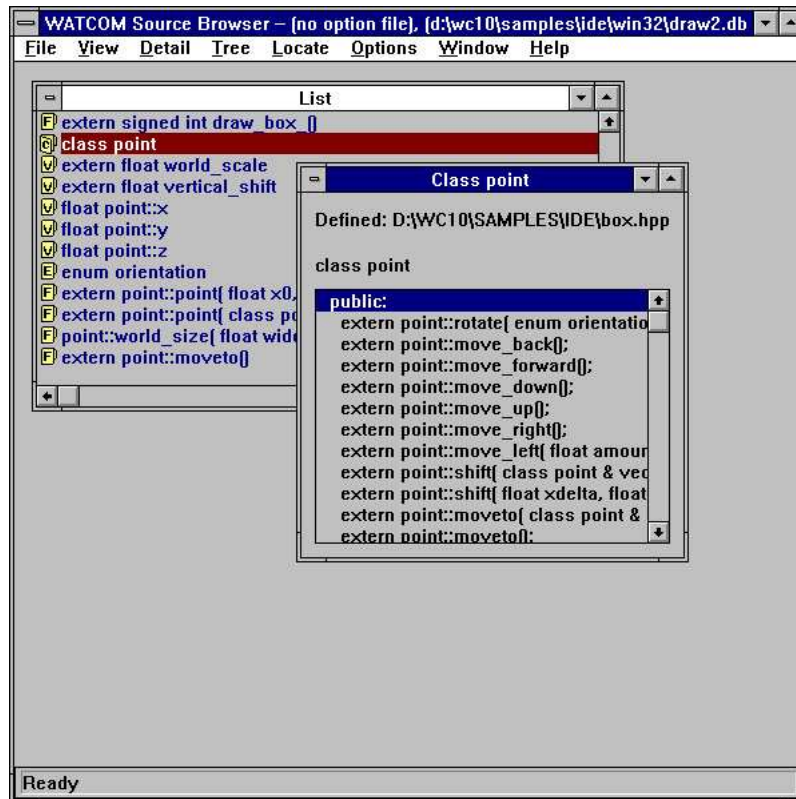 WATCOM Source Browser – (no option file), (d:\wc10\samples\ide\win32\draw2.db
File View Detail Tree Locate Options Window Help
List
F extern signed int draw_box_()
C class point
V extern float world_scale
V extern float vertical_shift
V float point::x
V float point::y
V float point::z
E enum orientation
F extern point::point( float x0,
F extern point::point( class po
F point::world_size( float wide
F extern point::moveto()
Class point
Defined: D:\WC10\SAMPLES\IDE\box.hpp
class point
public:
extern point::rotate( enum orientatio
extern point::move_back();
extern point::move_forward();
extern point::move_down();
extern point::move_up();
extern point::move_right();
extern point::move_left( float amour
extern point::shift( class point & vec
extern point::shift( float xdelta, float
extern point::moveto( class point &
extern point::moveto();
Ready